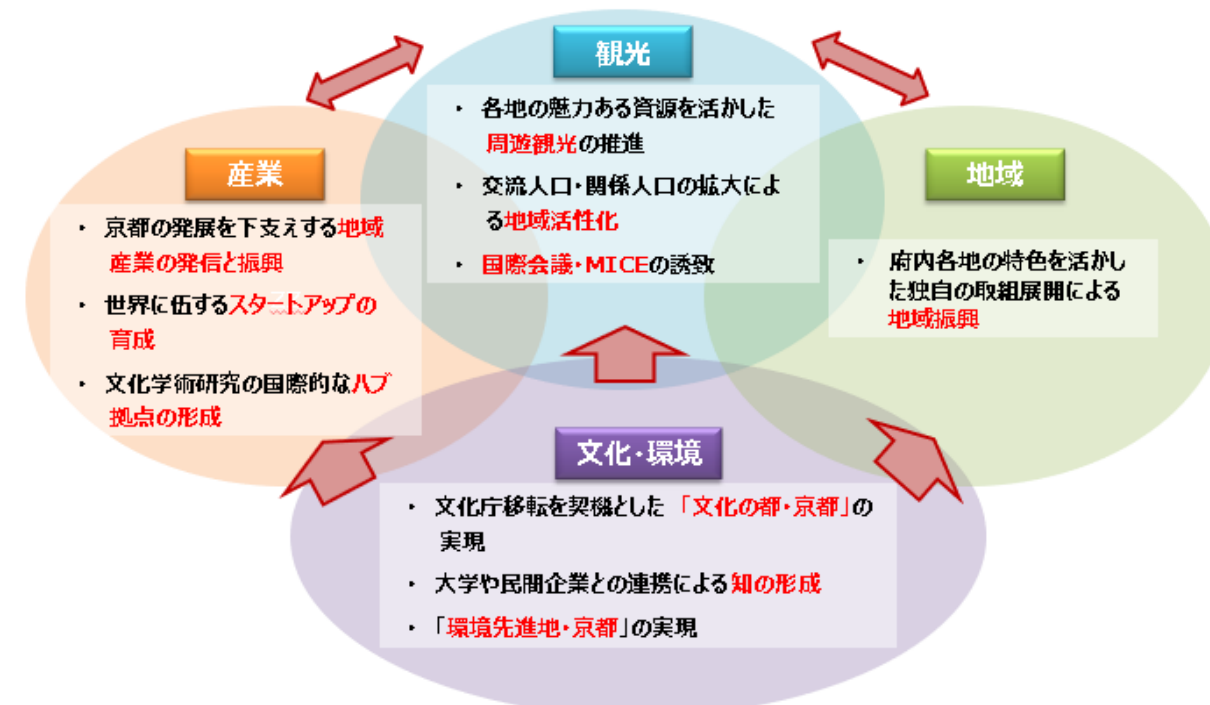 観光
・ 各地の魅力ある資源を活かした
周遊観光の推進
・ 交流人口・関係人口の拡大によ
る地域活性化
・ 国際会議・MICEの誘致
産業
・ 京都の発展を下支えする地域
産業の発信と振興
・ 世界に伍するスタートアップの
育成
・ 文化学術研究の国際的なハブ
拠点の形成
地域
・ 府内各地の特色を活かし
た独自の取組展開による
地域振興
文化・環境
・ 文化庁移転を契機とした「文化の都・京都」の
実現
・ 大学や民間企業との連携による知の形成
・ 「環境先進地・京都」の実現